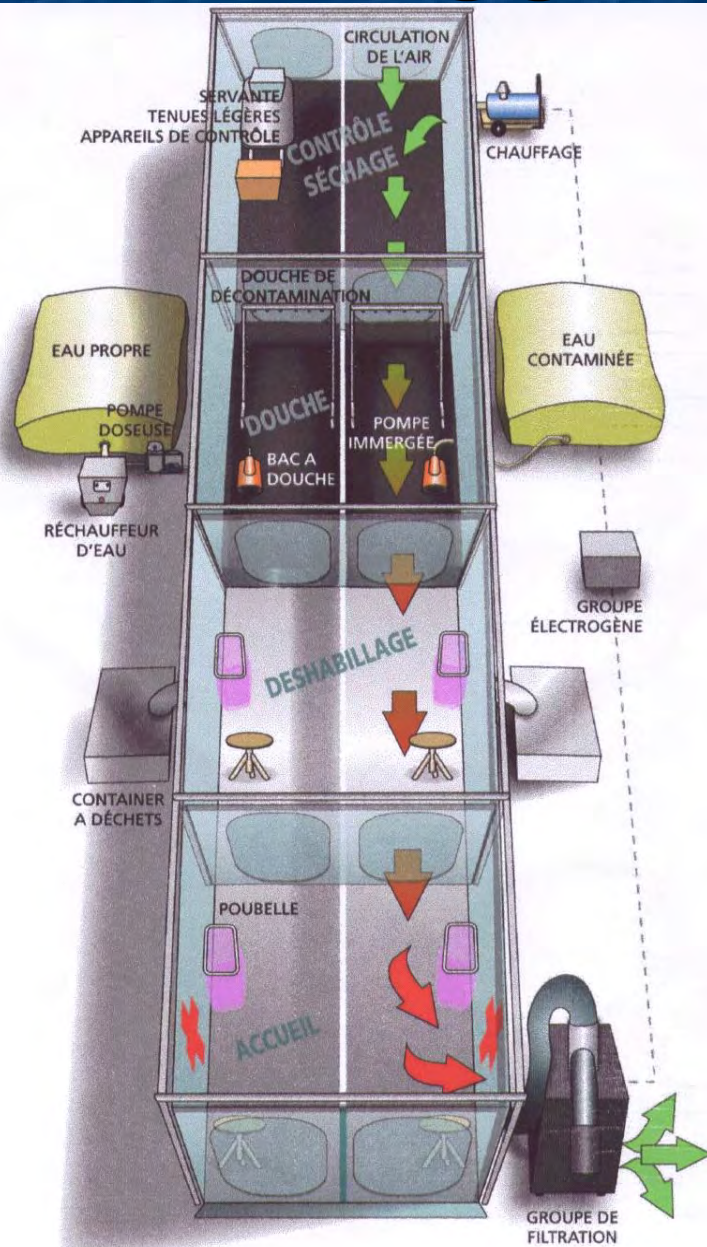 CIRCULATION
DE L'AIR
SERVANTE
TENUES LÉGÈRES
APPAREILS DE CONTRÔLE
CONTRÔLE
SÉCHAGE
CHAUFFAGE
DOUCHE DE
DÉCONTAMINATION
EAU PROPRE
EAU
CONTAMINÉE
POMPE
DOSEUSE
DOUCHE
POMPE
IMMERGÉE
BAC A
DOUCHE
RÉCHAUFFEUR
D'EAU
GROUPE
ÉLECTROGÈNE
DESHABILLAGE
CONTAINER
A DÉCHETS
POUBELLE
ACCUEIL
GROUPE DE
FILTRATION